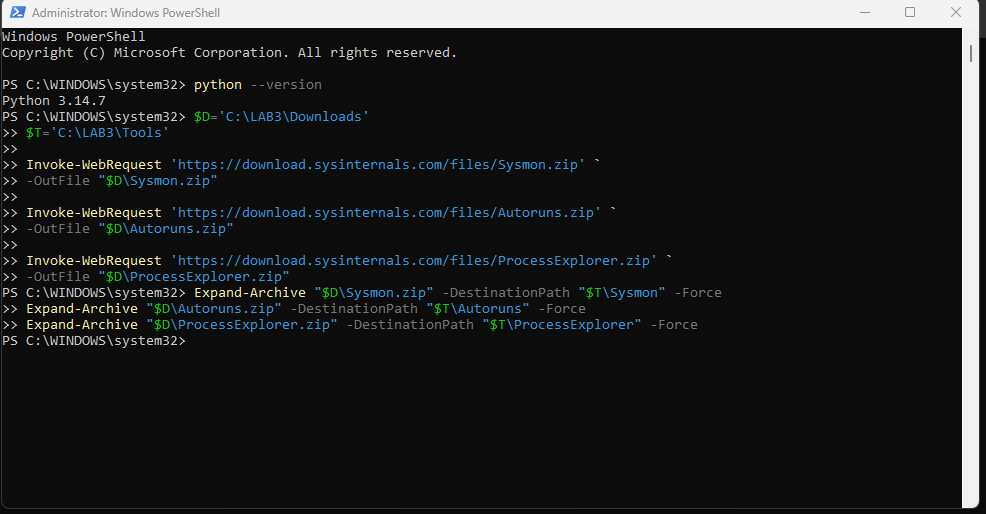 Administrator: Windows PowerShell
Windows PowerShell
Copyright (C) Microsoft Corporation. All rights reserved.
PS C:\WINDOWS\system32> python --version
Python 3.14.7
PS C:\WINDOWS\system32> $D='C:\LAB3\Downloads'
>> $T='C:\LAB3\Tools'
>>
>> Invoke-WebRequest 'https://download.sysinternals.com/files/Sysmon.zip' `
>> -OutFile "$D\Sysmon.zip"
>>
>> Invoke-WebRequest 'https://download.sysinternals.com/files/Autoruns.zip' `
>> -OutFile "$D\Autoruns.zip"
>>
>> Invoke-WebRequest 'https://download.sysinternals.com/files/ProcessExplorer.zip' `
>> -OutFile "$D\ProcessExplorer.zip"
PS C:\WINDOWS\system32> Expand-Archive "$D\Sysmon.zip" -DestinationPath "$T\Sysmon" -Force
>> Expand-Archive "$D\Autoruns.zip" -DestinationPath "$T\Autoruns" -Force
>> Expand-Archive "$D\ProcessExplorer.zip" -DestinationPath "$T\ProcessExplorer" -Force
PS C:\WINDOWS\system32>